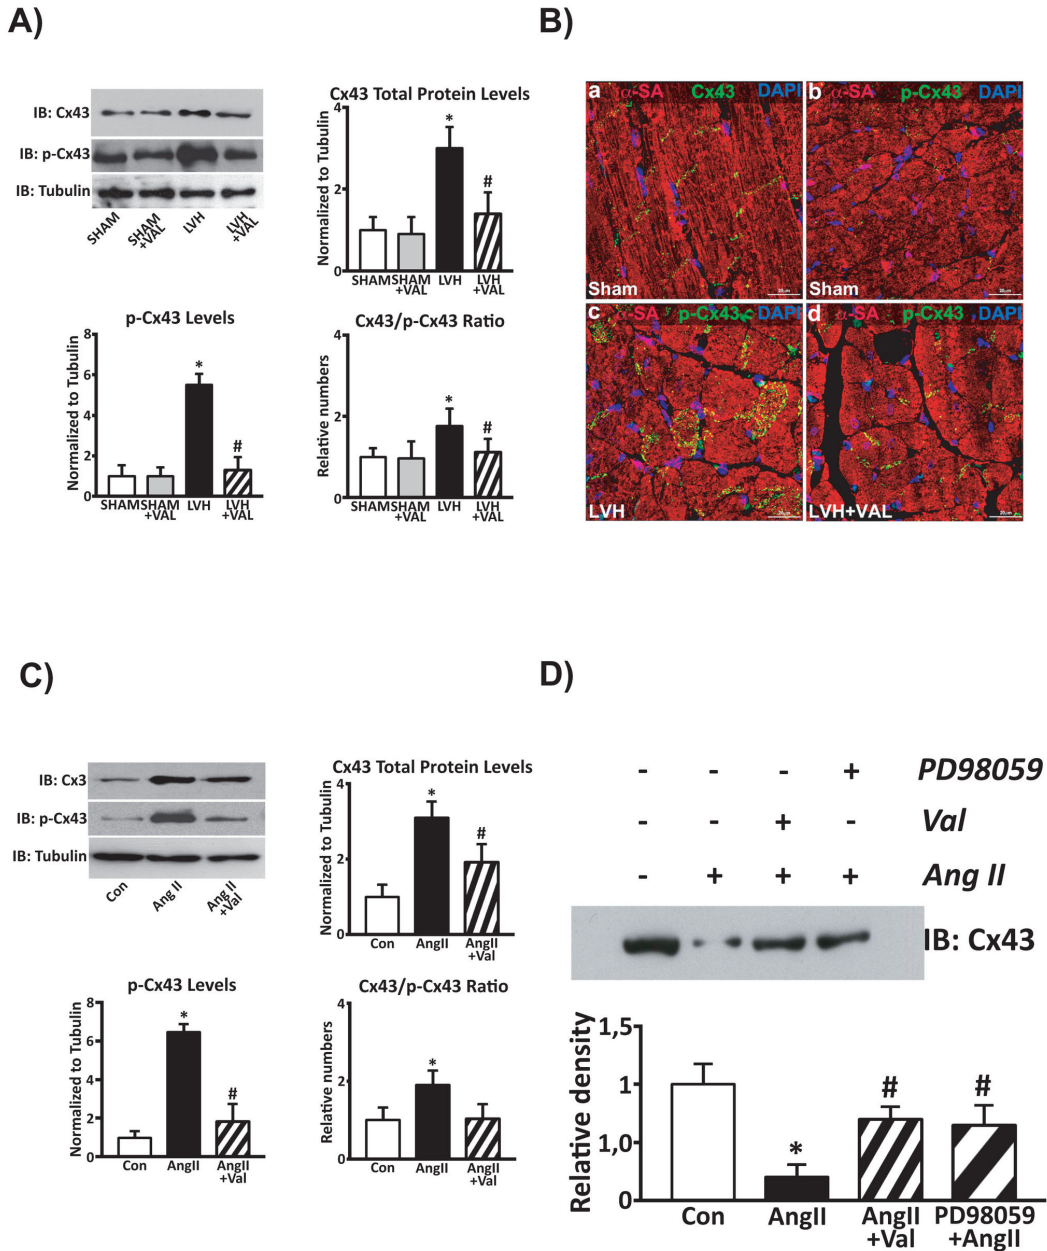 A)
IB: Cx43
IB: p-Cx43
IB: Tubulin
SHAM
SHAM
+VAL
LVH
LVH
+VAL
Cx43 Total Protein Levels
Normalized to Tubulin
4
2
0
*
#
SHAM
SHAM
+VAL
LVH
LVH
+VAL
p-Cx43 Levels
Normalized to Tubulin
8
6
4
2
0
*
#
SHAM
SHAM
+VAL
LVH
LVH
+VAL
Cx43/p-Cx43 Ratio
Relative numbers
4
2
0
*
#
SHAM
SHAM
+VAL
LVH
LVH
+VAL
B)
a α-SA Cx43 DAPI
Sham
20µm
b α-SA p-Cx43 DAPI
Sham
20µm
c α-SA p-Cx43 DAPI
LVH
20µm
d α-SA p-Cx43 DAPI
LVH+VAL
20µm
C)
IB: Cx3
IB: p-Cx43
IB: Tubulin
Con
Ang II
Ang II
+Val
Cx43 Total Protein Levels
Normalized to Tubulin
4
2
0
*
#
Con
AngII
AngII
+Val
p-Cx43 Levels
Normalized to Tubulin
8
6
4
2
0
*
#
Con
AngII
AngII
+Val
Cx43/p-Cx43 Ratio
Relative numbers
4
2
0
*
Con
AngII
AngII
+Val
D)
- - - + PD98059
- - + - Val
- + + + Ang II
IB: Cx43
Relative density
1,5
1
1,0
0
*
#
#
Con
AngII
AngII
+Val
PD98059
+AngII